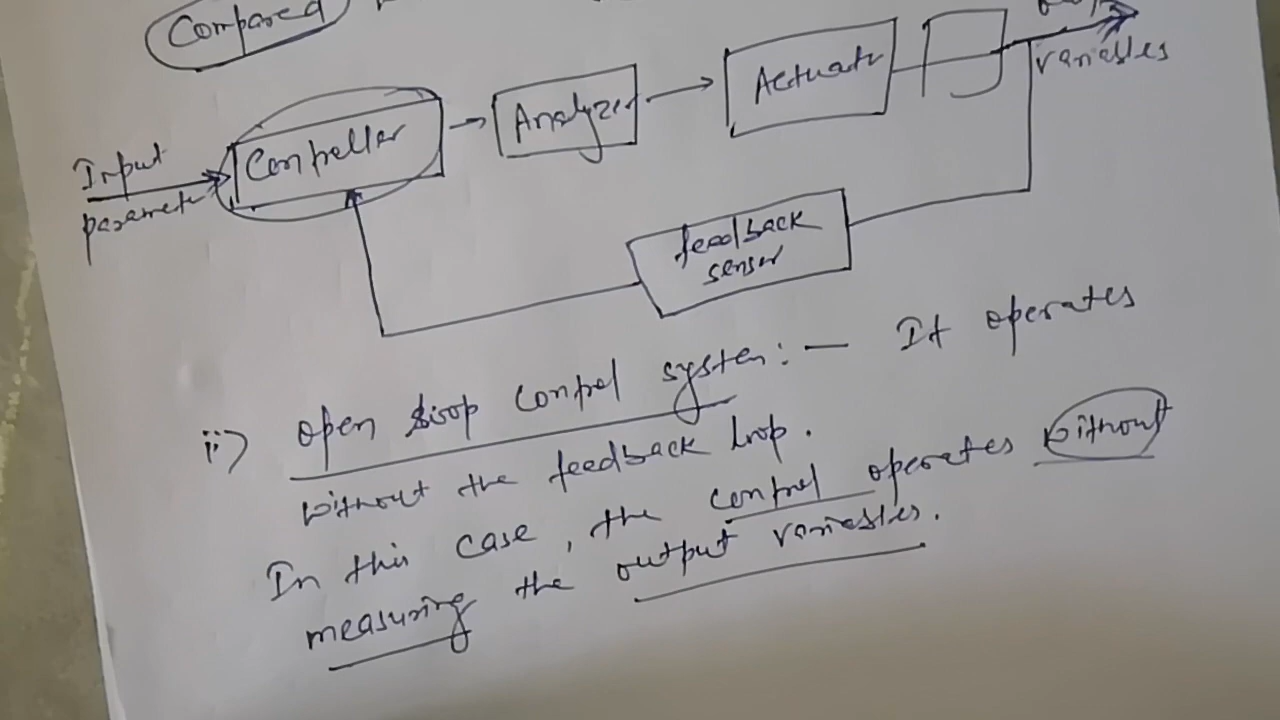 Compared
variables
Input
parameter
Controller
Analyzer
Actuator
feedback
sensor
ii) open loop control system :- It operates
without the feedback loop.
In this case, the control operates without
measuring the output variables.